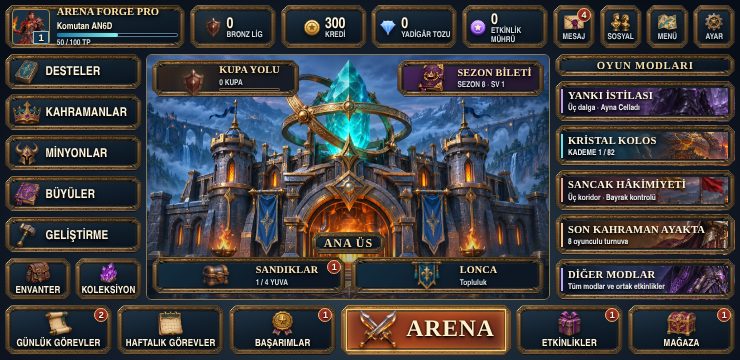 ARENA FORGE PRO
Komutan AN6D
1
50 / 100 TP
0
BRONZ LİG
300
KREDİ
0
YADİGÂR TOZU
0
ETKİNLİK
MÜHRÜ
4
MESAJ
SOSYAL
MENÜ
AYAR
DESTELER
KAHRAMANLAR
MİNYONLAR
BÜYÜLER
GELİŞTİRME
ENVANTER
KOLEKSİYON
KUPA YOLU
0 KUPA
SEZON BİLETİ
SEZON 8 · SV 1
ANA ÜS
SANDIKLAR
1
1 / 4 YUVA
LONCA
Topluluk
OYUN MODLARI
YANKI İSTİLASI
Üç dalga · Ayna Celladı
KRİSTAL KOLOS
KADEME 1 / 82
SANCAK HÂKİMİYETİ
Üç koridor · Bayrak kontrolü
SON KAHRAMAN AYAKTA
8 oyunculu turnuva
DİĞER MODLAR
Tüm modlar ve ortak etkinlikler
2
GÜNLÜK GÖREVLER
HAFTALIK GÖREVLER
1
BAŞARIMLAR
ARENA
1
ETKİNLİKLER
1
MAĞAZA